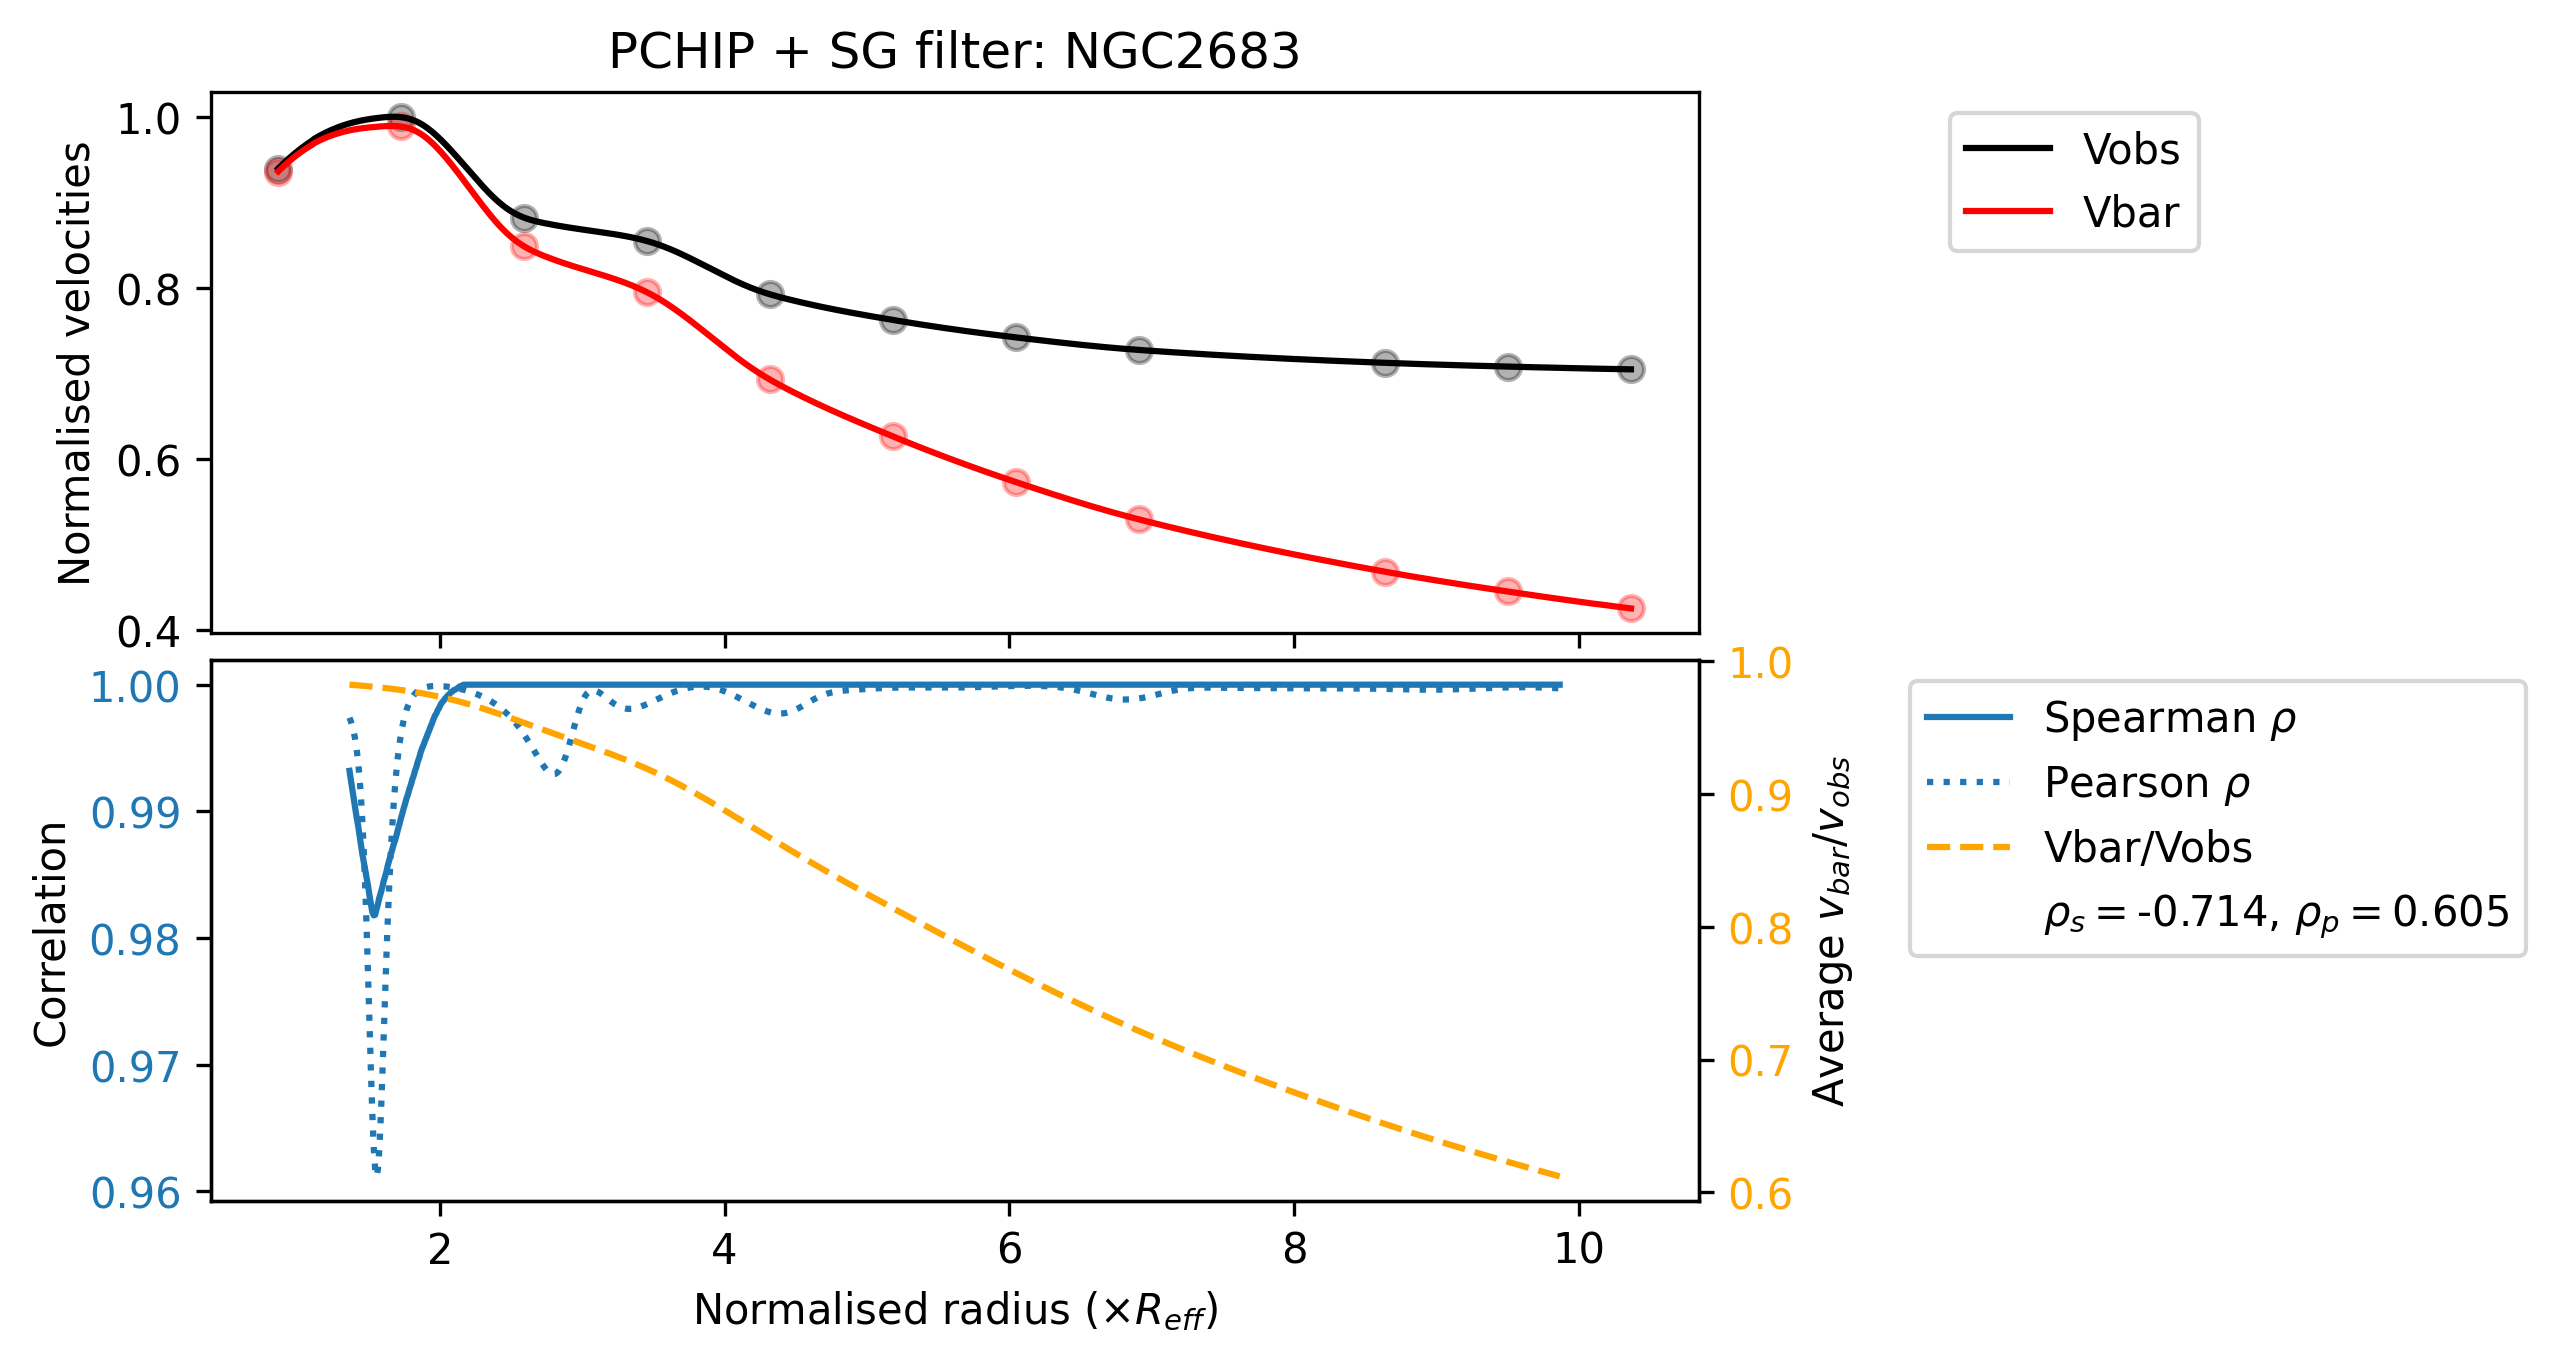 PCHIP + SG filter: NGC2683
Normalised velocities
1.0
0.8
0.6
0.4
Vobs
Vbar
Correlation
1.00
0.99
0.98
0.97
0.96
1.0
0.9
0.8
0.7
0.6
Average v_bar/v_obs
Spearman ρ
Pearson ρ
Vbar/Vobs
ρ_s = -0.714, ρ_p = 0.605
2 4 6 8 10
Normalised radius (×R_eff)